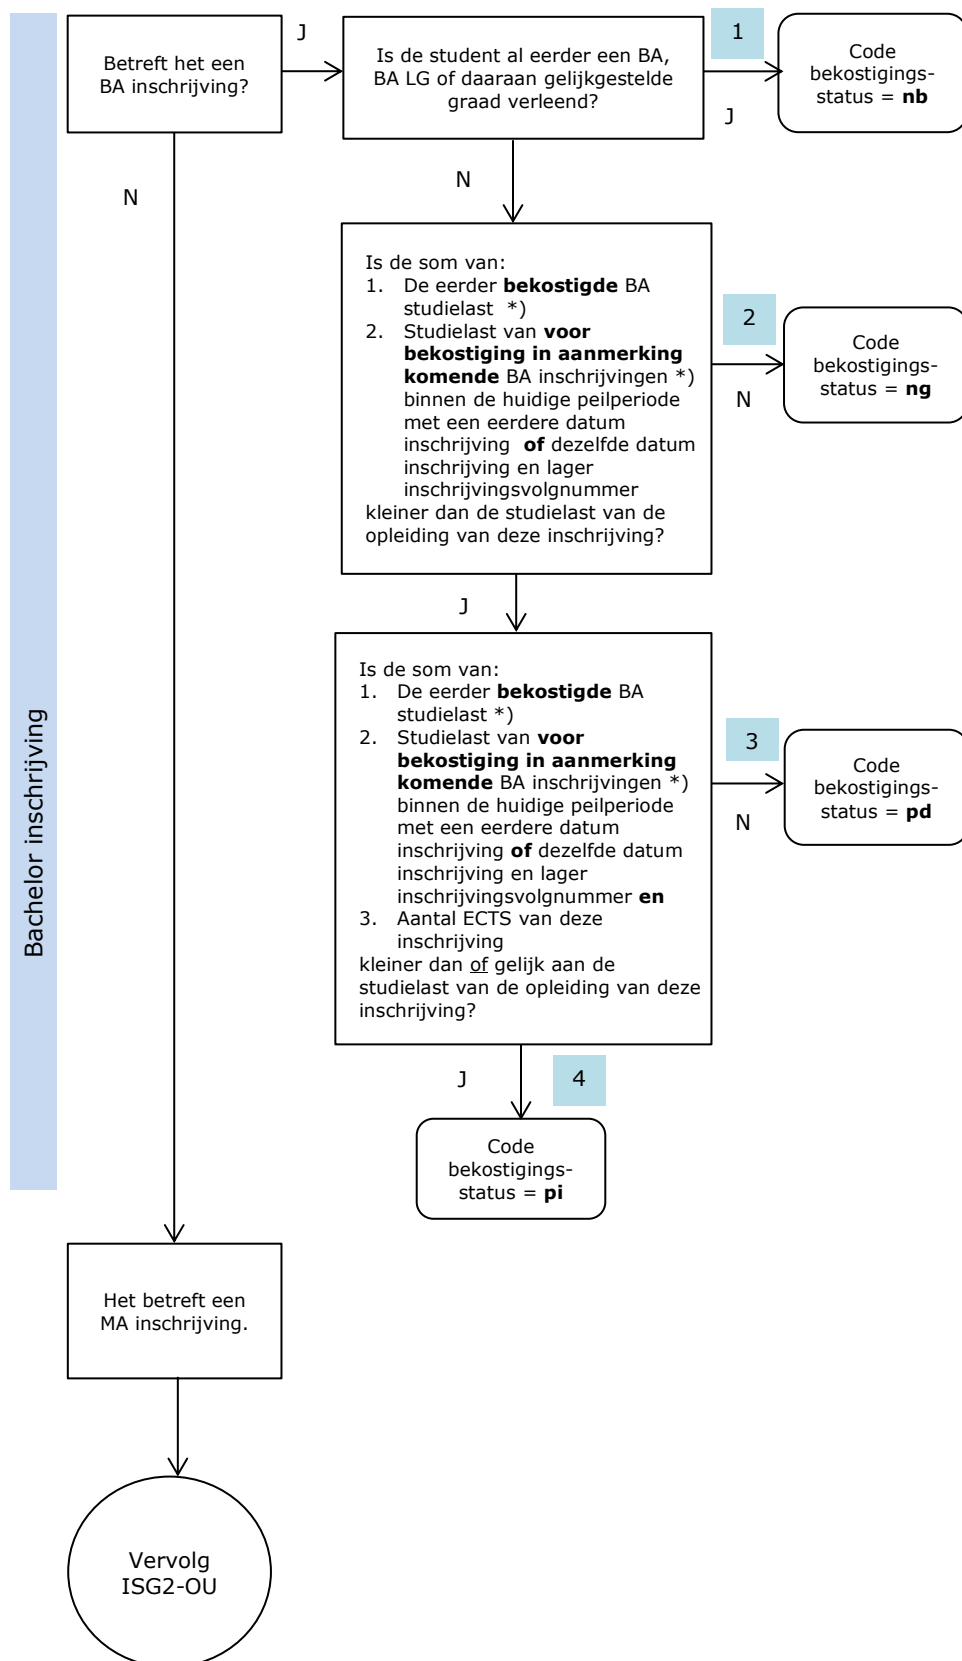 Betreft het een
BA inschrijving?
J
Is de student al eerder een BA,
BA LG of daaraan gelijkgestelde
graad verleend?
1
J
Code
bekostigings-
status = nb
N
N
Is de som van:
1. De eerder bekostigde BA
studielast *)
2. Studielast van voor
bekostiging in aanmerking
komende BA inschrijvingen *)
binnen de huidige peilperiode
met een eerdere datum
inschrijving of dezelfde datum
inschrijving en lager
inschrijvingsvolgnummer
kleiner dan de studielast van de
opleiding van deze inschrijving?
2
N
Code
bekostigings-
status = ng
J
Is de som van:
1. De eerder bekostigde BA
studielast *)
2. Studielast van voor
bekostiging in aanmerking
komende BA inschrijvingen *)
binnen de huidige peilperiode
met een eerdere datum
inschrijving of dezelfde datum
inschrijving en lager
inschrijvingsvolgnummer en
3. Aantal ECTS van deze
inschrijving
kleiner dan of gelijk aan de
studielast van de opleiding van deze
inschrijving?
3
N
Code
bekostigings-
status = pd
J
4
Code
bekostigings-
status = pi
Bachelor inschrijving
Het betreft een
MA inschrijving.
Vervolg
ISG2-OU